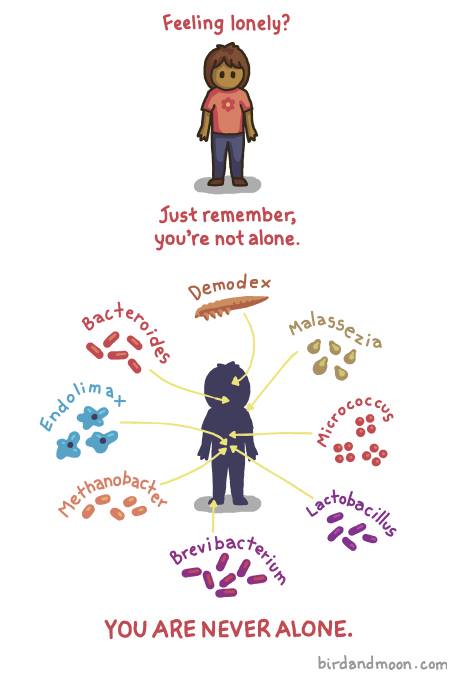 Feeling lonely?
Just remember,
you're not alone.
Demodex
Bacteroides
Malassezia
Endolimax
Micrococcus
Methanobacter
Lactobacillus
Brevibacterium
YOU ARE NEVER ALONE.
birdandmoon.com